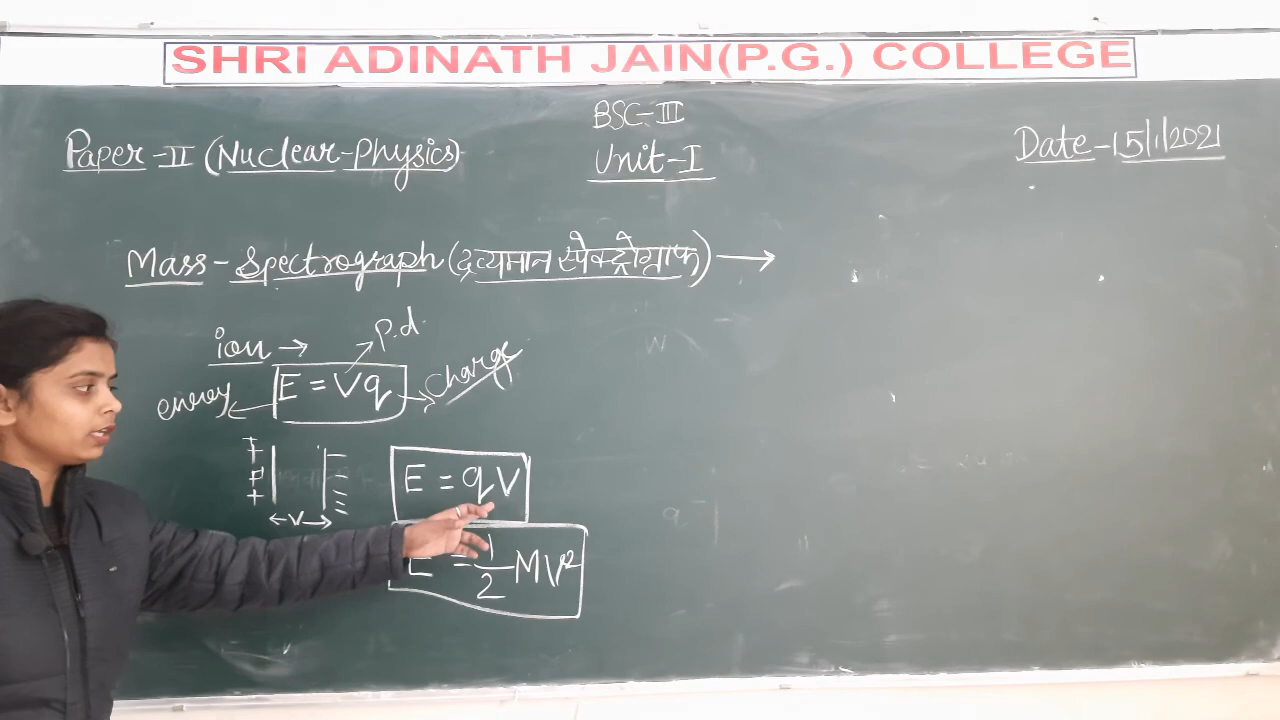 SHRI ADINATH JAIN(P.G.) COLLEGE
BSC-III
Paper-II (Nuclear-Physics)
Unit-I
Date-15/1/2021
Mass-Spectrograph (द्रव्यमान स्पेक्ट्रोग्राफ) →
ion → p.d.
energy E = Vq Charge
+ - 
+ -
+ -
E = qV
← V →
E = 1/2 MV²